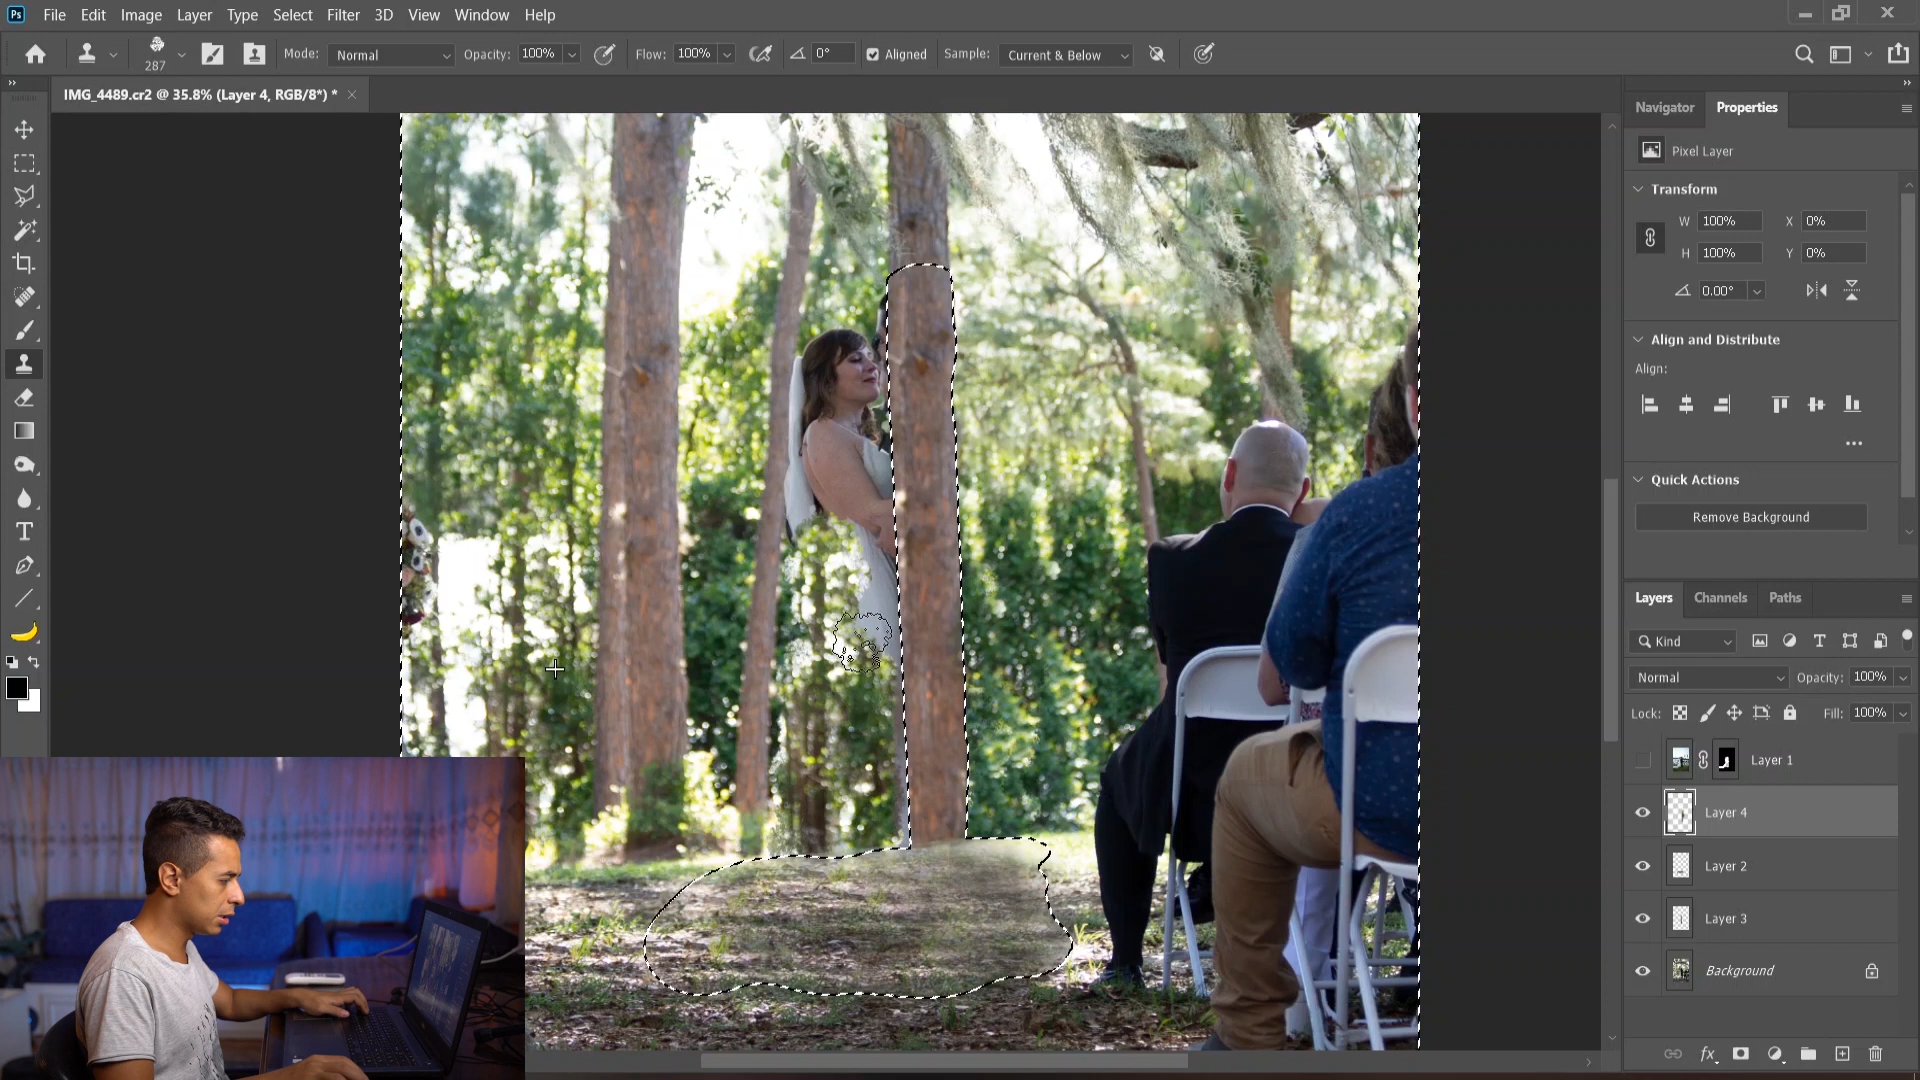 Ps File Edit Image Layer Type Select Filter 3D View Window Help
287 Mode: Normal Opacity: 100% Flow: 100% 0° Aligned Sample: Current & Below
IMG_4489.cr2 @ 35.8% (Layer 4, RGB/8*) *
Navigator Properties
Pixel Layer
Transform
W 100% X 0%
H 100% Y 0%
0.00°
Align and Distribute
Align:
Quick Actions
Remove Background
Layers Channels Paths
Kind
Normal Opacity: 100%
Lock: Fill: 100%
Layer 1
Layer 4
Layer 2
Layer 3
Background